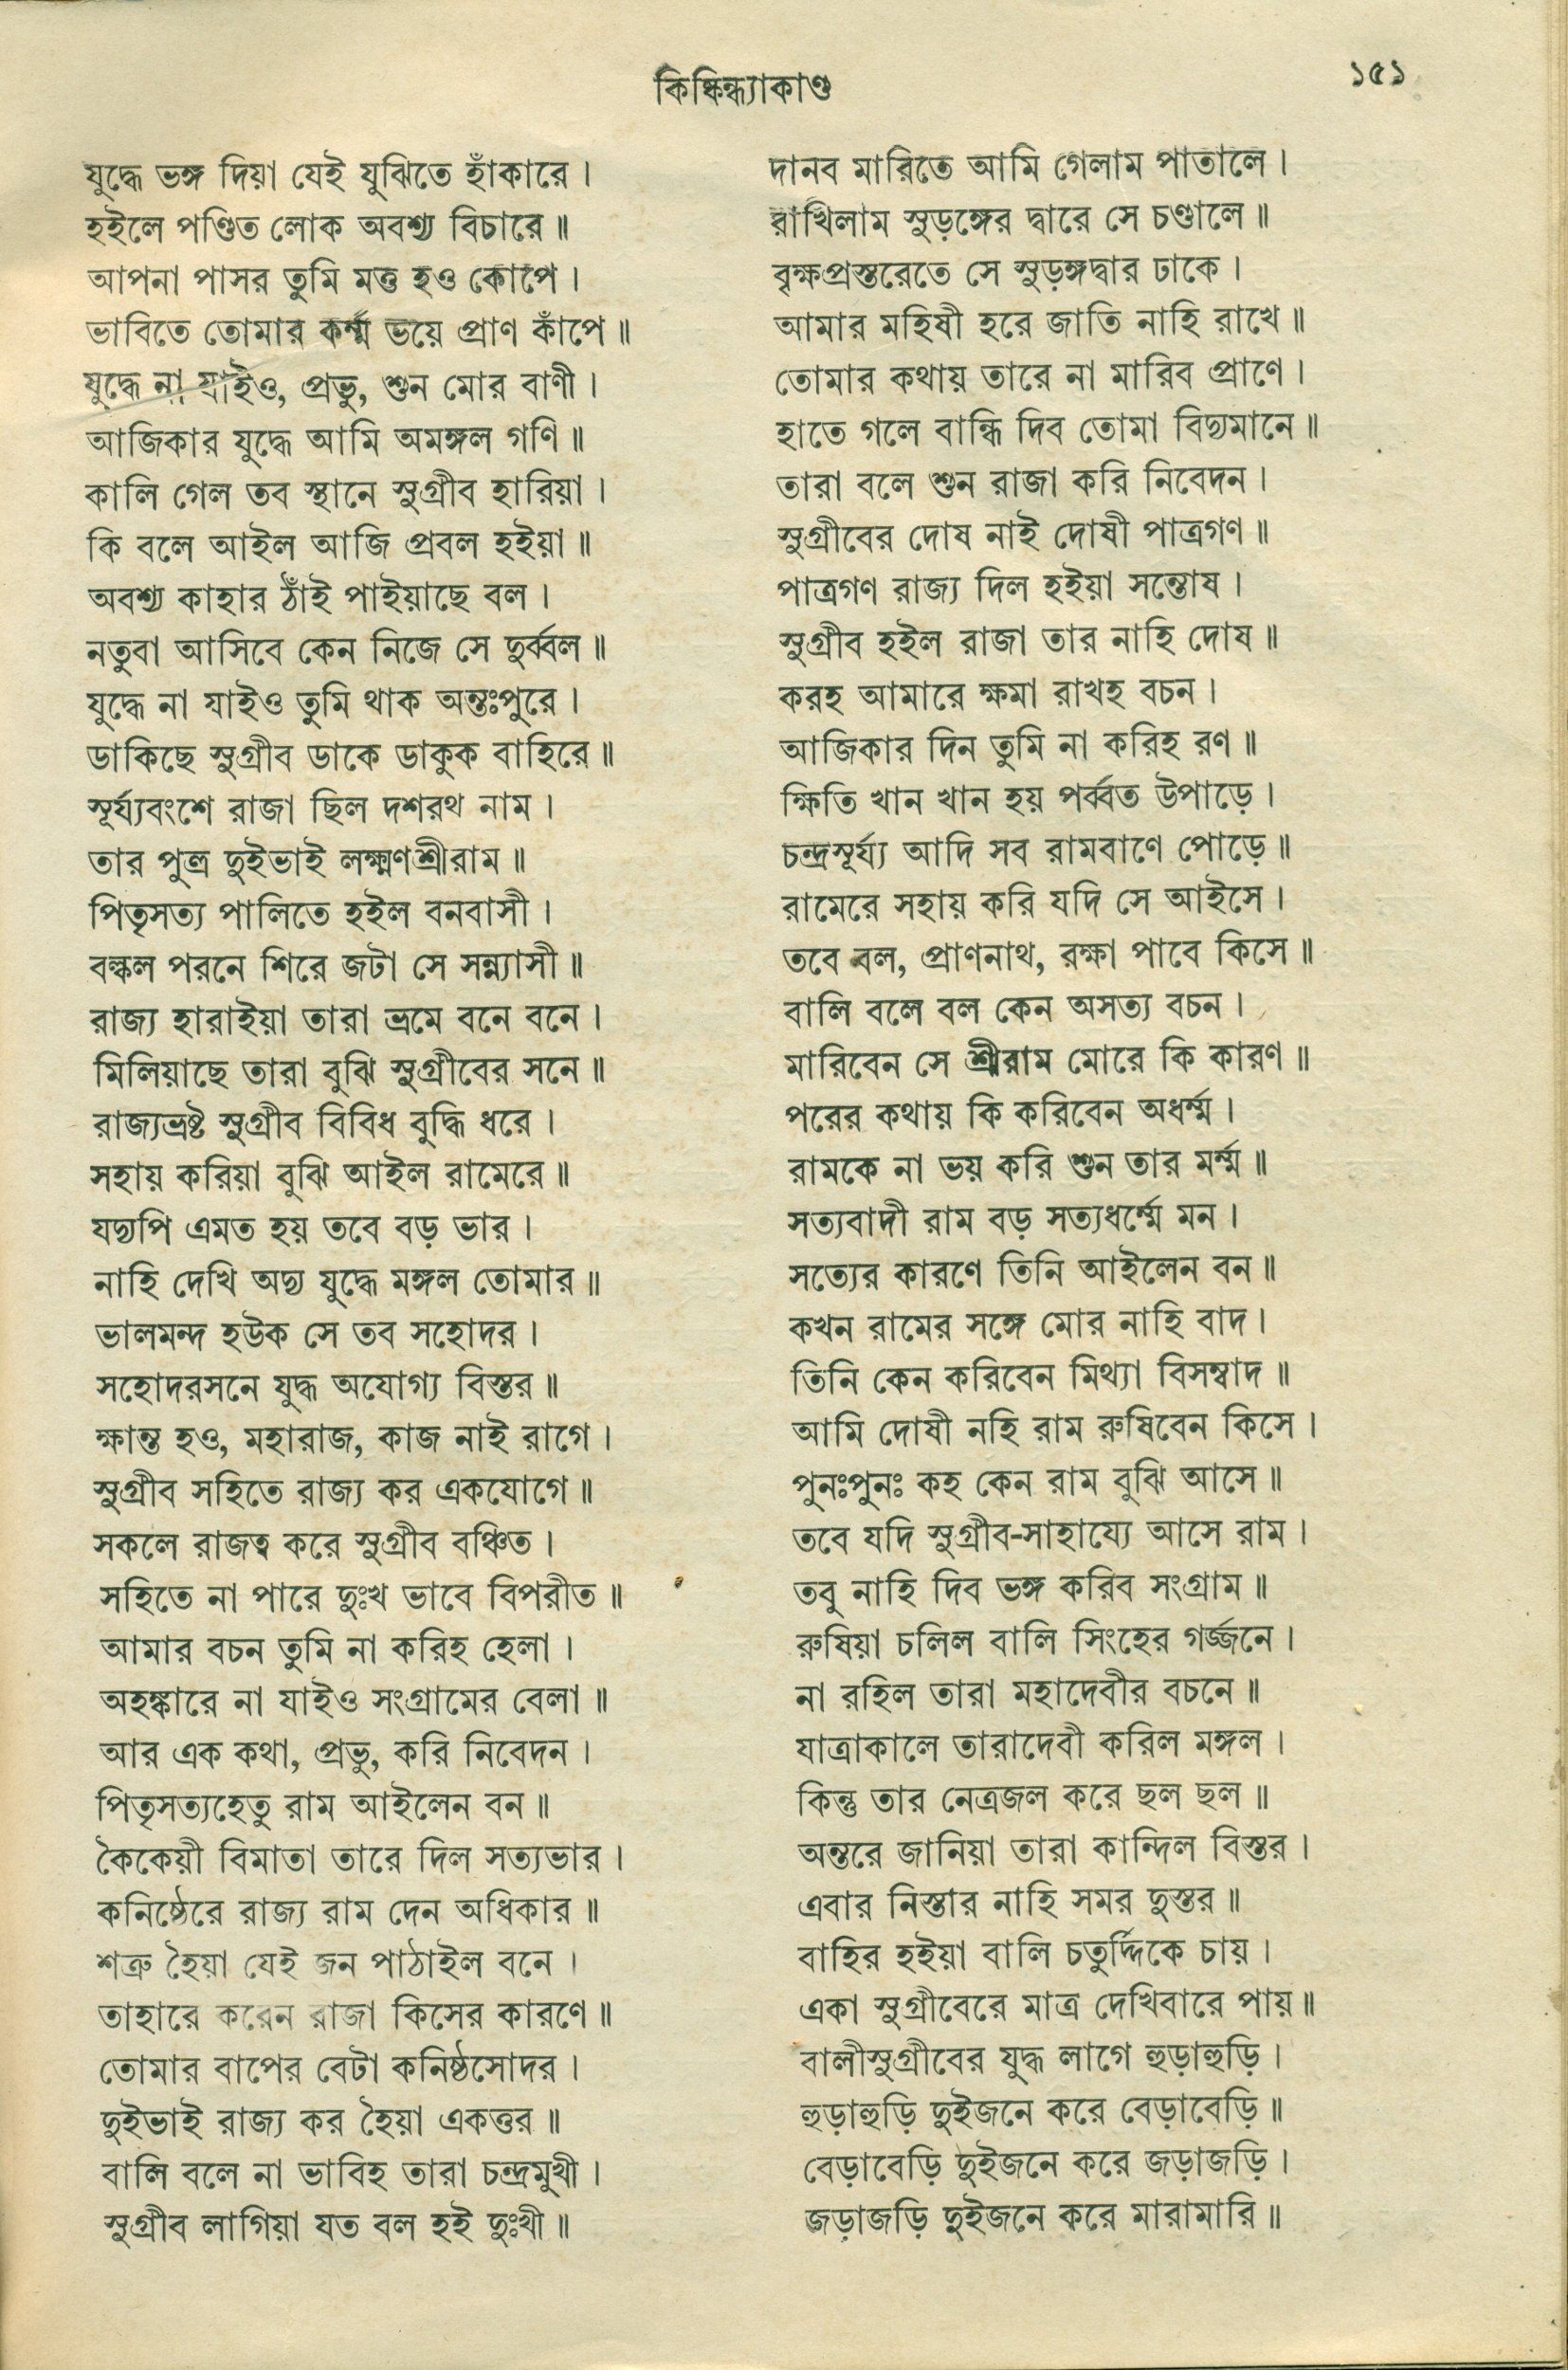 কিষ্কিন্ধ্যাকাণ্ড
১৫১
যুদ্ধে ভঙ্গ দিয়া যেই যুঝিতে হাঁকারে ।
হইলে পণ্ডিত লোক অবশ্য বিচারে ॥
আপনা পাসর তুমি মত্ত হও কোপে ।
ভাবিতে তোমার কর্ম্ম ভয়ে প্রাণ কাঁপে ॥
যুদ্ধে না যাইও, প্রভু, শুন মোর বাণী ।
আজিকার যুদ্ধে আমি অমঙ্গল গণি ॥
কালি গেল তব স্থানে সুগ্রীব হারিয়া ।
কি বলে আইল আজি প্রবল হইয়া ॥
অবশ্য কাহার ঠাঁই পাইয়াছে বল ।
নতুবা আসিবে কেন নিজে সে দুর্ব্বল ॥
যুদ্ধে না যাইও তুমি থাক অন্তঃপুরে ।
ডাকিছে সুগ্রীব ডাকে ডাকুক বাহিরে ॥
সূর্য্যবংশে রাজা ছিল দশরথ নাম ।
তার পুত্র দুইভাই লক্ষ্মণশ্রীরাম ॥
পিতৃসত্য পালিতে হইল বনবাসী ।
বল্কল পরনে শিরে জটা সে সন্ন্যাসী ॥
রাজ্য হারাইয়া তারা ভ্রমে বনে বনে ।
মিলিয়াছে তারা বুঝি সুগ্রীবের সনে ॥
রাজ্যভ্রষ্ট সুগ্রীব বিবিধ বুদ্ধি ধরে ।
সহায় করিয়া বুঝি আইল রামেরে ॥
যদ্যপি এমত হয় তবে বড় ভার ।
নাহি দেখি অদ্য যুদ্ধে মঙ্গল তোমার ॥
ভালমন্দ হউক সে তব সহোদর ।
সহোদরসনে যুদ্ধ অযোগ্য বিস্তর ॥
ক্ষান্ত হও, মহারাজ, কাজ নাই রাগে ।
সুগ্রীব সহিতে রাজ্য কর একযোগে ॥
সকলে রাজত্ব করে সুগ্রীব বঞ্চিত ।
সহিতে না পারে দুঃখ ভাবে বিপরীত ॥
আমার বচন তুমি না করিহ হেলা ।
অহঙ্কারে না যাইও সংগ্রামের বেলা ॥
আর এক কথা, প্রভু, করি নিবেদন ।
পিতৃসত্যহেতু রাম আইলেন বন ॥
কৈকেয়ী বিমাতা তারে দিল সত্যভার ।
কনিষ্ঠেরে রাজ্য রাম দেন অধিকার ॥
শত্রু হৈয়া যেই জন পাঠাইল বনে ।
তাহারে করেন রাজা কিসের কারণে ॥
তোমার বাপের বেটা কনিষ্ঠসোদর ।
দুইভাই রাজ্য কর হৈয়া একত্তর ॥
বালি বলে না ভাবিহ তারা চন্দ্রমুখী ।
সুগ্রীব লাগিয়া যত বল হই দুঃখী ॥
দানব মারিতে আমি গেলাম পাতালে ।
রাখিলাম সুড়ঙ্গের দ্বারে সে চণ্ডালে ॥
বৃক্ষপ্রস্তরেতে সে সুড়ঙ্গদ্বার ঢাকে ।
আমার মহিষী হরে জাতি নাহি রাখে ॥
তোমার কথায় তারে না মারিব প্রাণে ।
হাতে গলে বান্ধি দিব তোমা বিদ্যমানে ॥
তারা বলে শুন রাজা করি নিবেদন ।
সুগ্রীবের দোষ নাই দোষী পাত্রগণ ॥
পাত্রগণ রাজ্য দিল হইয়া সন্তোষ ।
সুগ্রীব হইল রাজা তার নাহি দোষ ॥
করহ আমারে ক্ষমা রাখহ বচন ।
আজিকার দিন তুমি না করিহ রণ ॥
ক্ষিতি খান খান হয় পর্ব্বত উপাড়ে ।
চন্দ্রসূর্য্য আদি সব রামবাণে পোড়ে ॥
রামেরে সহায় করি যদি সে আইসে ।
তবে বল, প্রাণনাথ, রক্ষা পাবে কিসে ॥
বালি বলে বল কেন অসত্য বচন ।
মারিবেন সে শ্রীরাম মোরে কি কারণ ॥
পরের কথায় কি করিবেন অধর্ম্ম ।
রামকে না ভয় করি শুন তার মর্ম্ম ॥
সত্যবাদী রাম বড় সত্যধর্ম্মে মন ।
সত্যের কারণে তিনি আইলেন বন ॥
কখন রামের সঙ্গে মোর নাহি বাদ ।
তিনি কেন করিবেন মিথ্যা বিসম্বাদ ॥
আমি দোষী নহি রাম রুষিবেন কিসে ।
পুনঃপুনঃ কহ কেন রাম বুঝি আসে ॥
তবে যদি সুগ্রীব-সাহায্যে আসে রাম ।
তবু নাহি দিব ভঙ্গ করিব সংগ্রাম ॥
রুষিয়া চলিল বালি সিংহের গর্জ্জনে ।
না রহিল তারা মহাদেবীর বচনে ॥
যাত্রাকালে তারাদেবী করিল মঙ্গল ।
কিন্তু তার নেত্রজল করে ছল ছল ॥
অন্তরে জানিয়া তারা কান্দিল বিস্তর ।
এবার নিস্তার নাহি সমর দুস্তর ॥
বাহির হইয়া বালি চতুর্দ্দিকে চায় ।
একা সুগ্রীবেরে মাত্র দেখিবারে পায় ॥
বালীসুগ্রীবের যুদ্ধ লাগে হুড়াহুড়ি ।
হুড়াহুড়ি দুইজনে করে বেড়াবেড়ি ॥
বেড়াবেড়ি দুইজনে করে জড়াজড়ি ।
জড়াজড়ি দুইজনে করে মারামারি ॥